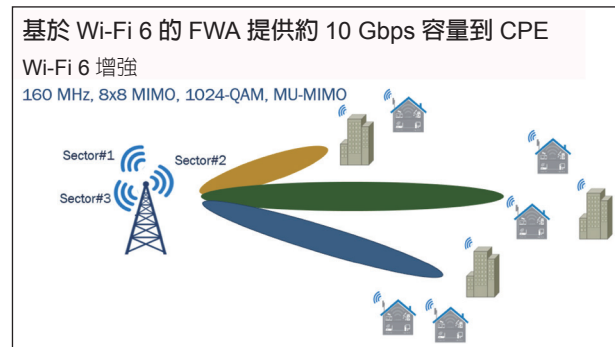 基於 Wi-Fi 6 的 FWA 提供約 10 Gbps 容量到 CPE
Wi-Fi 6 增強
160 MHz, 8x8 MIMO, 1024-QAM, MU-MIMO
Sector#1
Sector#2
Sector#3